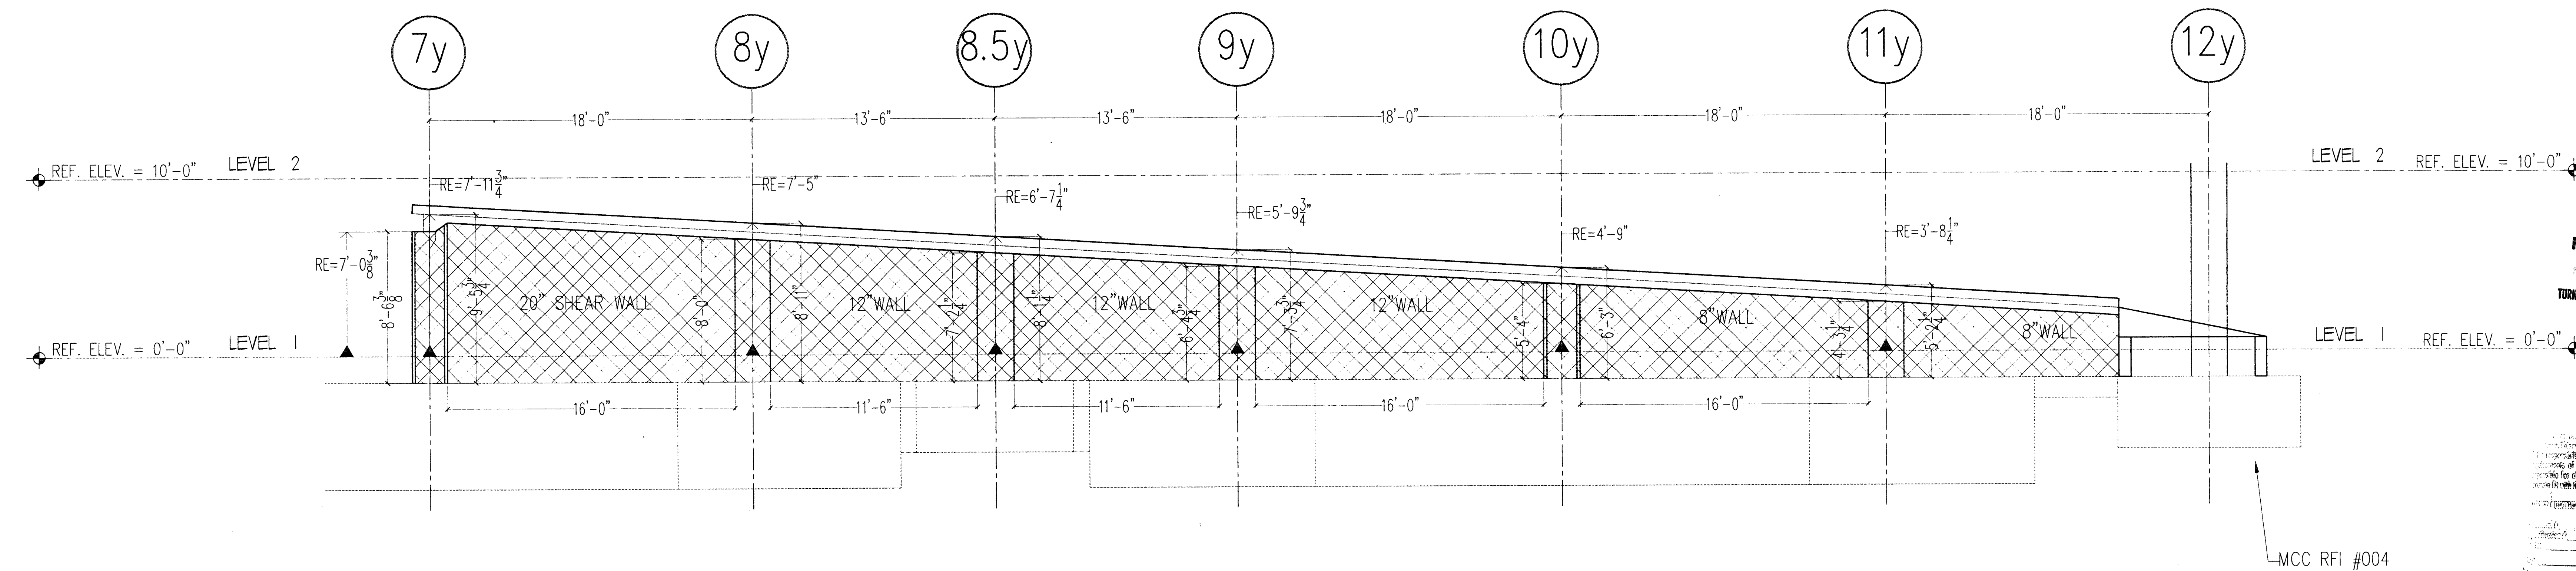 7y 8y 8.5y 9y 10y 11y 12y
18'-0" 13'-6" 13'-6" 18'-0" 18'-0" 18'-0"
REF. ELEV. = 10'-0" LEVEL 2
LEVEL 2 REF. ELEV. = 10'-0"
RE=7'-11 3/4" RE=7'-5" RE=6'-7 1/4" RE=5'-9 3/4" RE=4'-9" RE=3'-8 1/4"
RE=7'-0 3/8"
8'-6 3/8" 9'-5 3/4" 8'-0" 8'-11" 7'-2 1/4" 8'-1 1/4" 6'-4 3/4" 7'-3 3/4" 5'-4" 6'-3" 4'-3 1/4" 5'-2 1/4"
20" SHEAR WALL 12"WALL 12"WALL 12"WALL 8"WALL 8"WALL
REF. ELEV. = 0'-0" LEVEL 1
LEVEL 1 REF. ELEV. = 0'-0"
16'-0" 11'-6" 11'-6" 16'-0" 16'-0"
MCC RFI #004
TURN